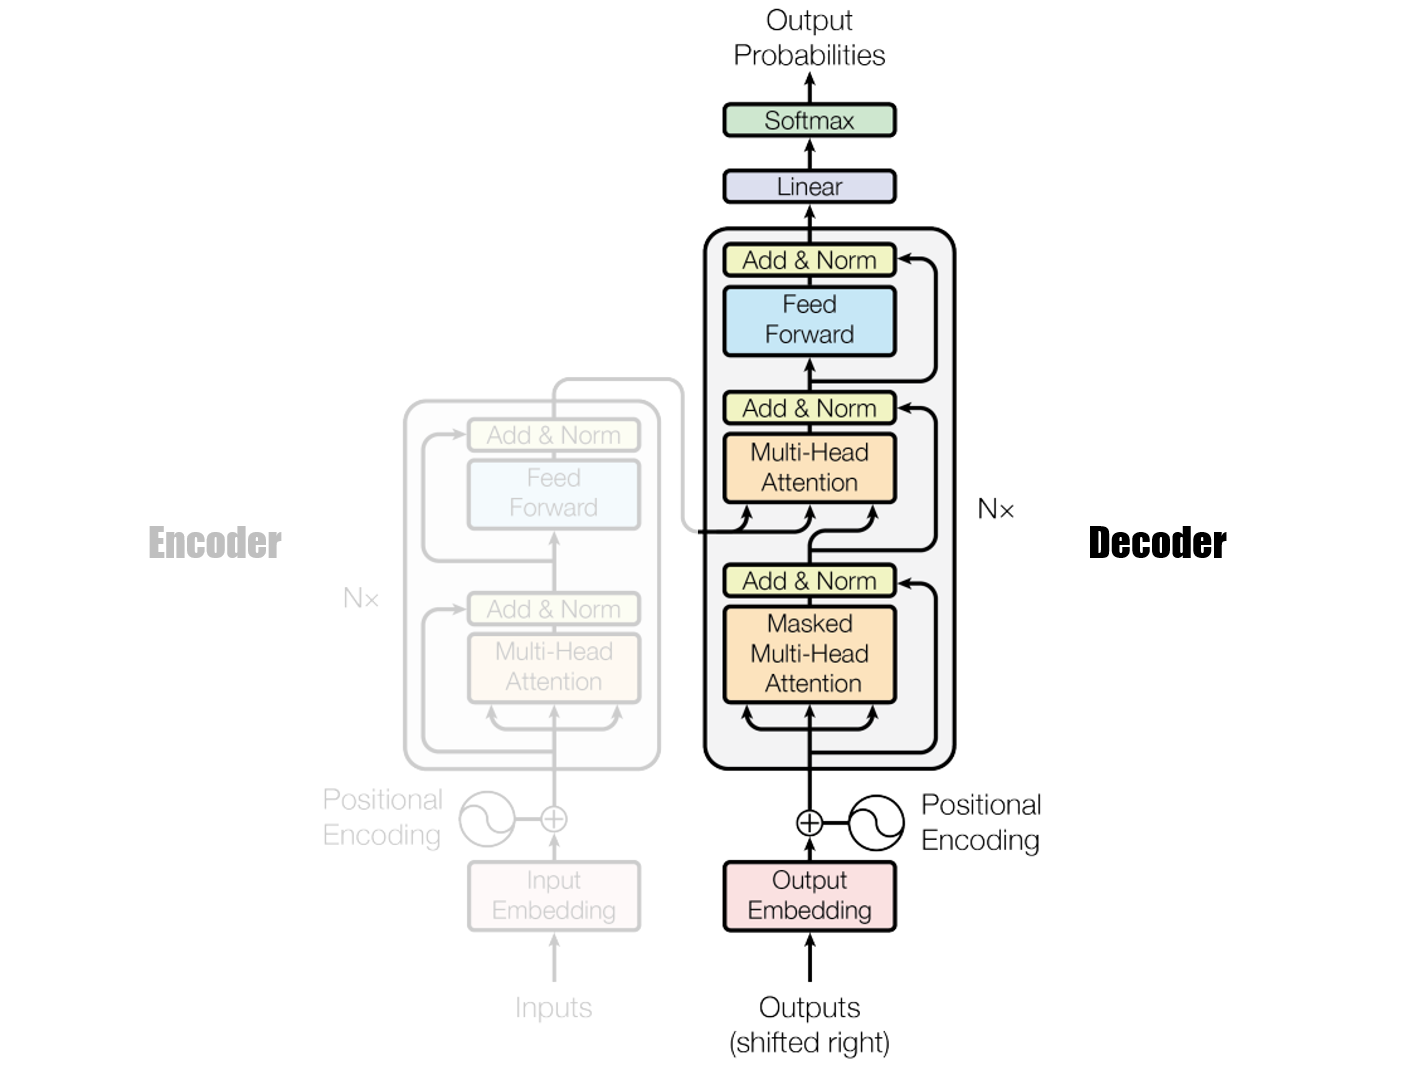 Output
Probabilities
Softmax
Linear
Add & Norm
Feed
Forward
Add & Norm
Multi-Head
Attention
Nx
Add & Norm
Masked
Multi-Head
Attention
Positional
Encoding
Output
Embedding
Outputs
(shifted right)
Decoder
Encoder
Add & Norm
Feed
Forward
Nx
Add & Norm
Multi-Head
Attention
Positional
Encoding
Input
Embedding
Inputs